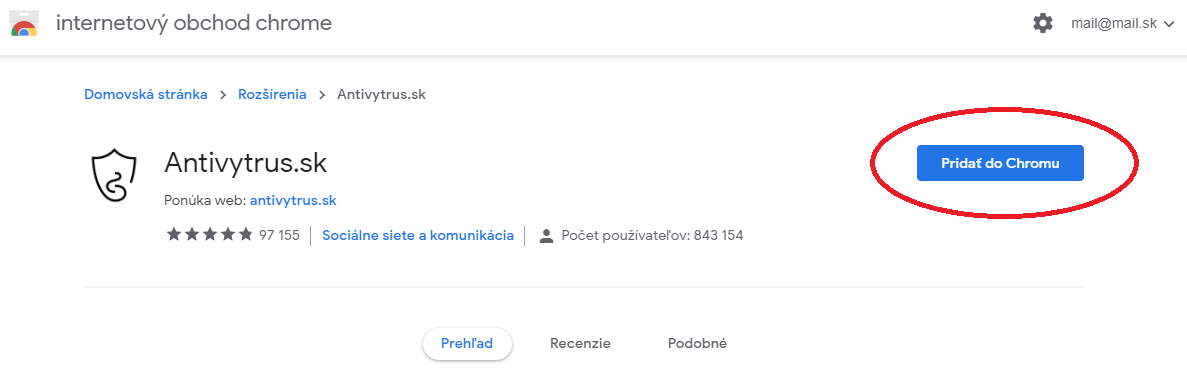 internetový obchod chrome
mail@mail.sk
Domovská stránka > Rozšírenia > Antivytrus.sk
Antivytrus.sk
Pridať do Chromu
Ponúka web: antivytrus.sk
97 155 | Sociálne siete a komunikácia | Počet používateľov: 843 154
Prehľad Recenzie Podobné